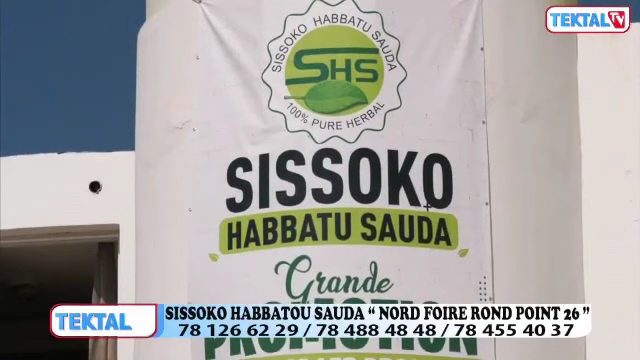 TEKTAL TV
SISSOKO HABBATU SAUDA
SHS
100% PURE HERBAL
SISSOKO
HABBATU SAUDA
Grande
TEKTAL
SISSOKO HABBATOU SAUDA “ NORD FOIRE ROND POINT 26 ”
78 126 62 29 / 78 488 48 48 / 78 455 40 37